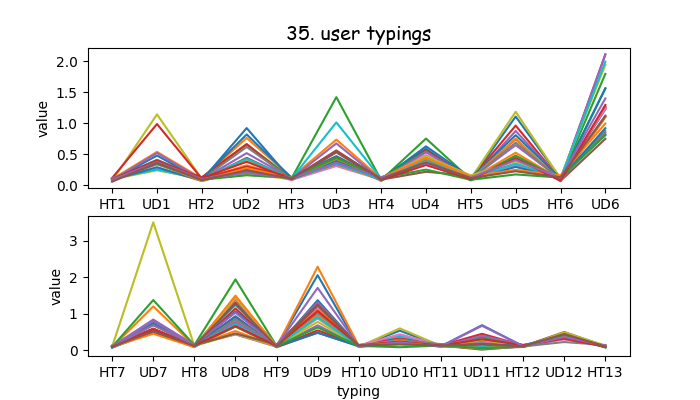 35. user typings
value
2.0
1.5
1.0
0.5
0.0
HT1 UD1 HT2 UD2 HT3 UD3 HT4 UD4 HT5 UD5 HT6 UD6
value
3
2
1
0
HT7 UD7 HT8 UD8 HT9 UD9 HT10 UD10 HT11 UD11 HT12 UD12 HT13
typing